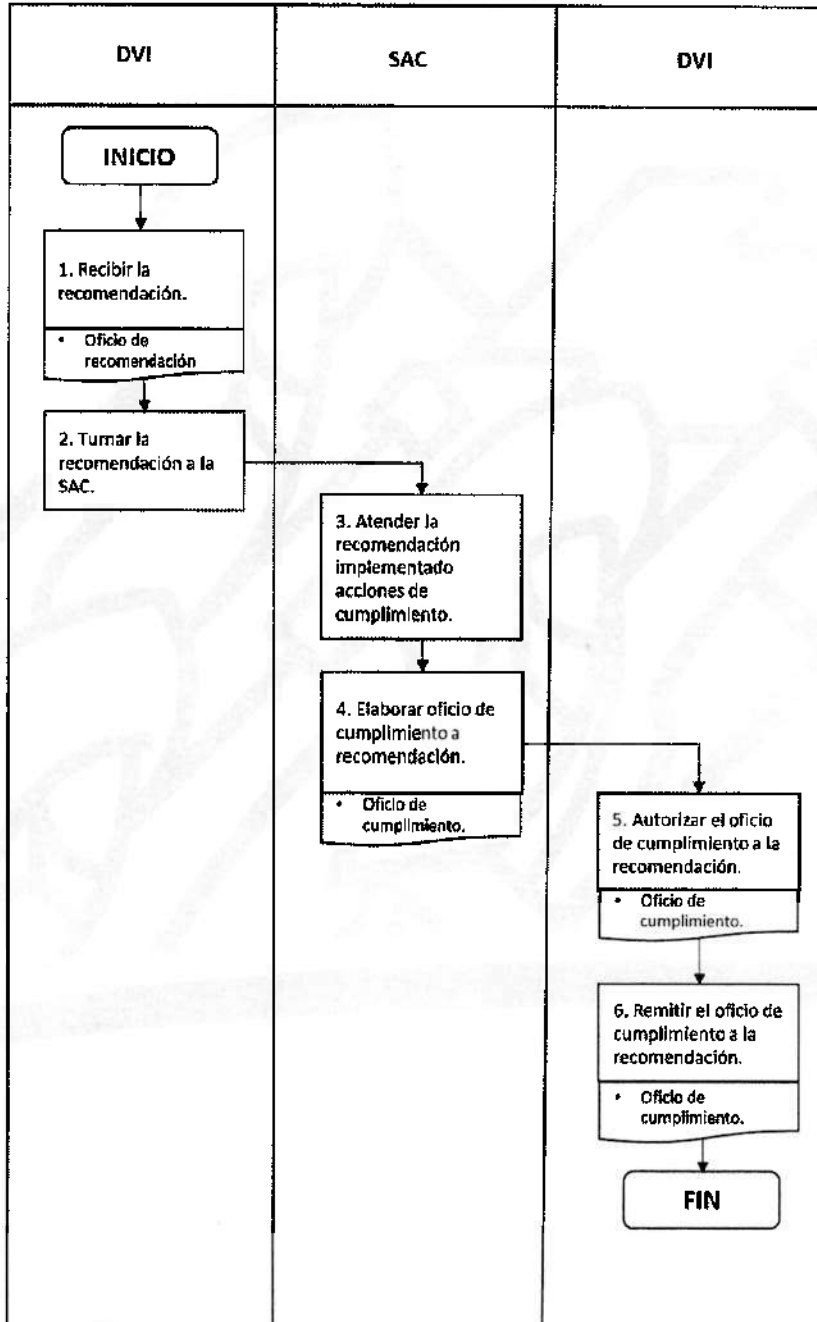 DVI
SAC
DVI
INICIO
1. Recibir la
recomendación.
• Oficio de
recomendación
2. Turnar la
recomendación a la
SAC.
3. Atender la
recomendación
implementado
acciones de
cumplimiento.
4. Elaborar oficio de
cumplimiento a
recomendación.
• Oficio de
cumplimiento.
5. Autorizar el oficio
de cumplimiento a la
recomendación.
• Oficio de
cumplimiento.
6. Remitir el oficio de
cumplimiento a la
recomendación.
• Oficio de
cumplimiento.
FIN